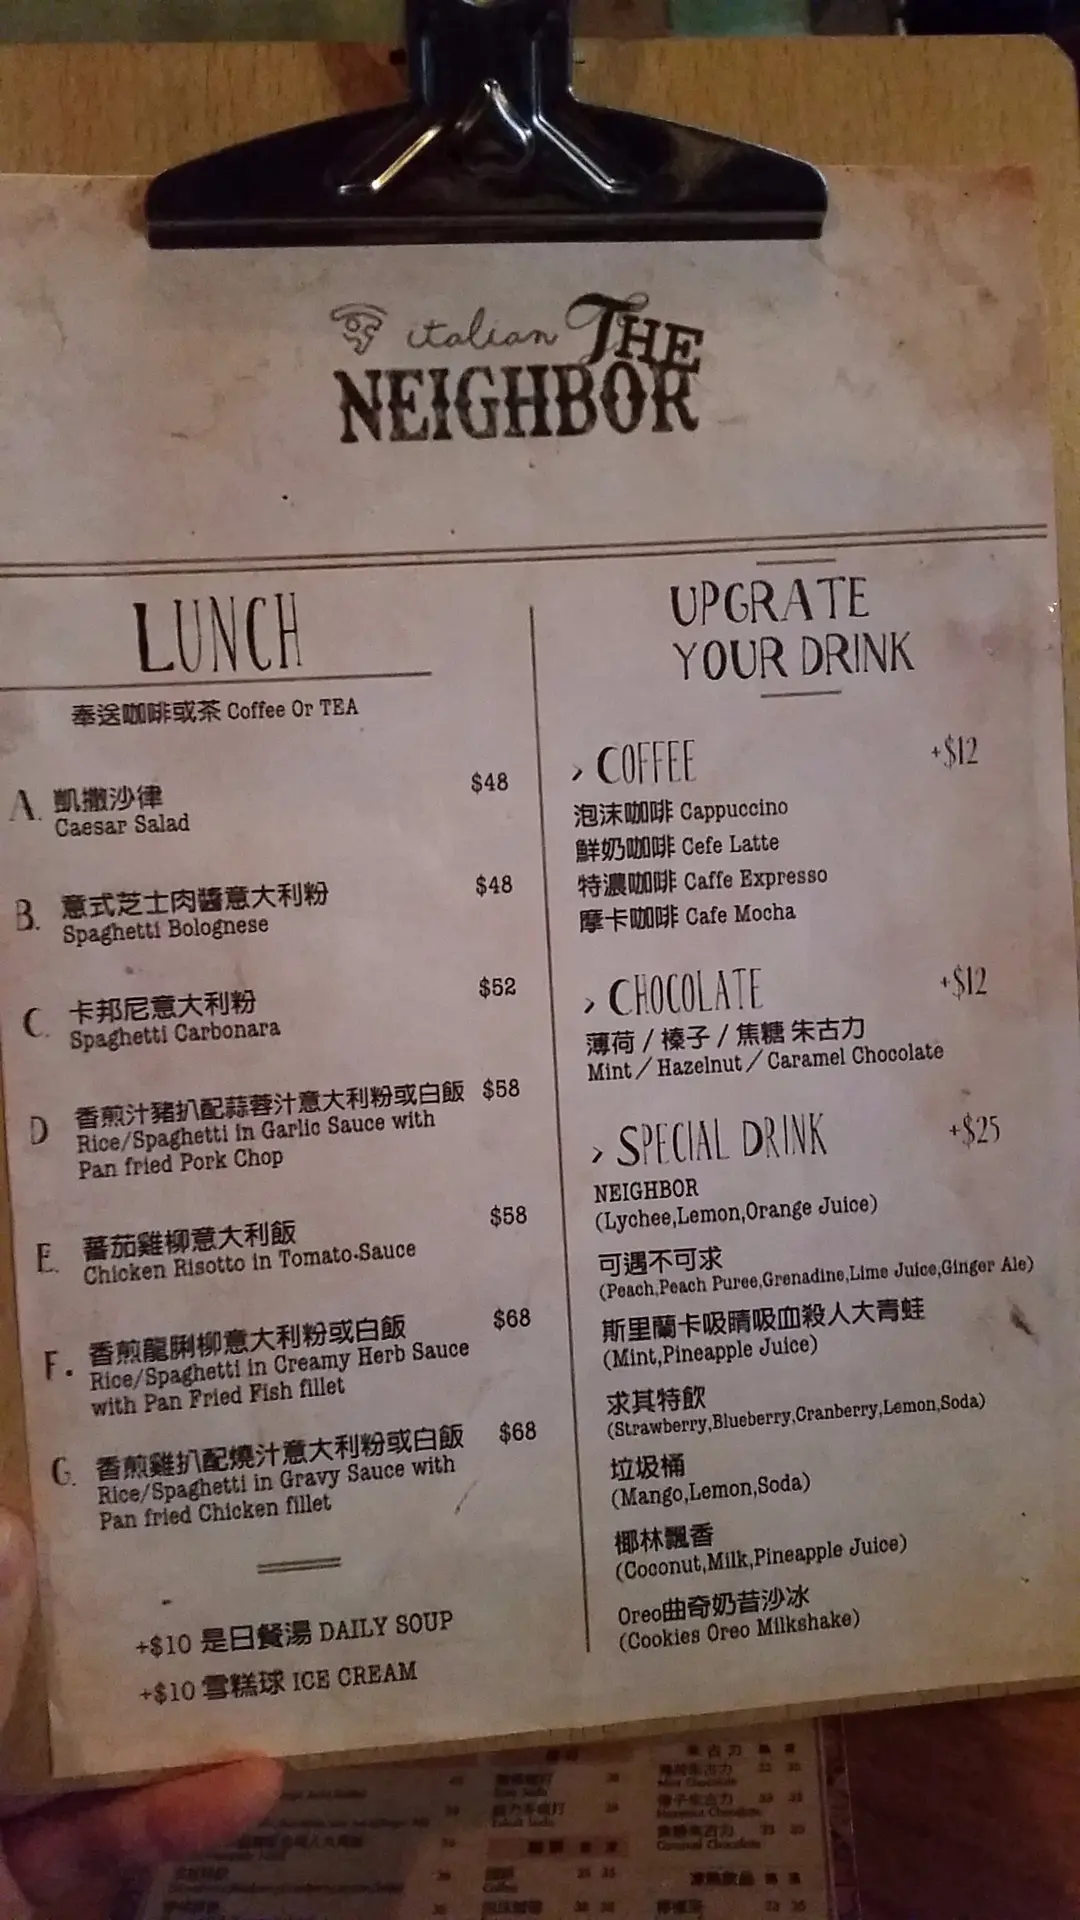 italian THE
NEIGHBOR
LUNCH
奉送咖啡或茶 Coffee Or TEA
A. 凱撒沙律 $48
Caesar Salad
B. 意式芝士肉醬意大利粉 $48
Spaghetti Bolognese
C. 卡邦尼意大利粉 $52
Spaghetti Carbonara
D 香煎汁豬扒配蒜蓉汁意大利粉或白飯 $58
Rice/Spaghetti in Garlic Sauce with
Pan fried Pork Chop
E. 蕃茄雞柳意大利飯 $58
Chicken Risotto in Tomato-Sauce
F. 香煎龍脷柳意大利粉或白飯 $68
Rice/Spaghetti in Creamy Herb Sauce
with Pan Fried Fish fillet
G. 香煎雞扒配燒汁意大利粉或白飯 $68
Rice/Spaghetti in Gravy Sauce with
Pan fried Chicken fillet
+$10 是日餐湯 DAILY SOUP
+$10 雪糕球 ICE CREAM
UPGRATE
YOUR DRINK
> COFFEE +$12
泡沫咖啡 Cappuccino
鮮奶咖啡 Cefe Latte
特濃咖啡 Caffe Expresso
摩卡咖啡 Cafe Mocha
> CHOCOLATE +$12
薄荷 / 榛子 / 焦糖 朱古力
Mint / Hazelnut / Caramel Chocolate
> SPECIAL DRINK +$25
NEIGHBOR
(Lychee,Lemon,Orange Juice)
可遇不可求
(Peach,Peach Puree,Grenadine,Lime Juice,Ginger Ale)
斯里蘭卡吸睛吸血殺人大青蛙
(Mint,Pineapple Juice)
求其特飲
(Strawberry,Blueberry,Cranberry,Lemon,Soda)
垃圾桶
(Mango,Lemon,Soda)
椰林飄香
(Coconut,Milk,Pineapple Juice)
Oreo曲奇奶昔沙冰
(Cookies Oreo Milkshake)